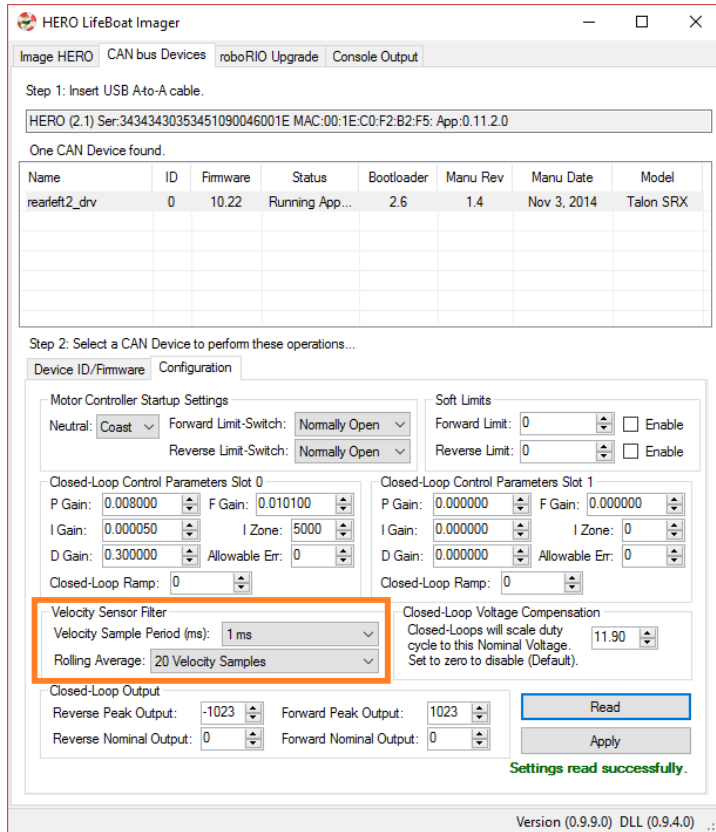 HERO LifeBoat Imager
Image HERO CAN bus Devices roboRIO Upgrade Console Output
Step 1: Insert USB A-to-A cable.
HERO (2.1) Ser:34343430353451090046001E MAC:00:1E:C0:F2:B2:F5: App:0.11.2.0
One CAN Device found.
Name ID Firmware Status Bootloader Manu Rev Manu Date Model
rearleft2_drv 0 10.22 Running App... 2.6 1.4 Nov 3, 2014 Talon SRX
Step 2: Select a CAN Device to perform these operations...
Device ID/Firmware Configuration
Motor Controller Startup Settings
Neutral: Coast Forward Limit-Switch: Normally Open
Reverse Limit-Switch: Normally Open
Soft Limits
Forward Limit: 0 Enable
Reverse Limit: 0 Enable
Closed-Loop Control Parameters Slot 0
P Gain: 0.008000 F Gain: 0.010100
I Gain: 0.000050 I Zone: 5000
D Gain: 0.300000 Allowable Err: 0
Closed-Loop Ramp: 0
Closed-Loop Control Parameters Slot 1
P Gain: 0.000000 F Gain: 0.000000
I Gain: 0.000000 I Zone: 0
D Gain: 0.000000 Allowable Err: 0
Closed-Loop Ramp: 0
Velocity Sensor Filter
Velocity Sample Period (ms): 1 ms
Rolling Average: 20 Velocity Samples
Closed-Loop Voltage Compensation
Closed-Loops will scale duty
cycle to this Nominal Voltage.
Set to zero to disable (Default).
11.90
Closed-Loop Output
Reverse Peak Output: -1023 Forward Peak Output: 1023
Reverse Nominal Output: 0 Forward Nominal Output: 0
Read
Apply
Settings read successfully.
Version (0.9.9.0) DLL (0.9.4.0)